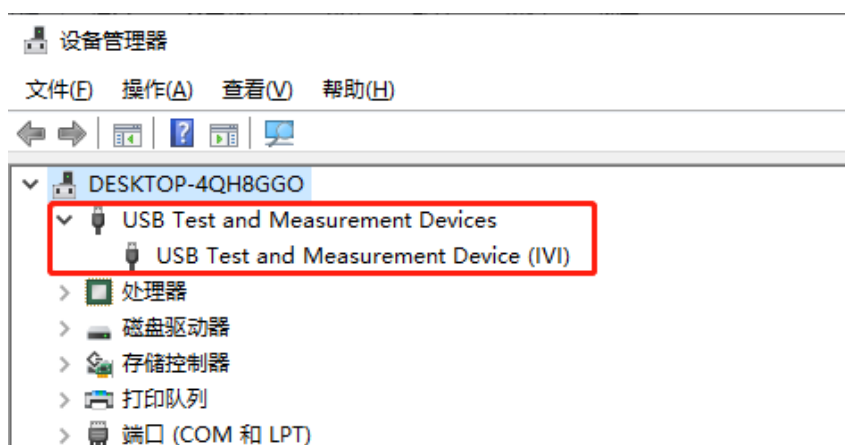 设备管理器
文件(F) 操作(A) 查看(V) 帮助(H)
DESKTOP-4QH8GGO
USB Test and Measurement Devices
USB Test and Measurement Device (IVI)
处理器
磁盘驱动器
存储控制器
打印队列
端口 (COM 和 LPT)